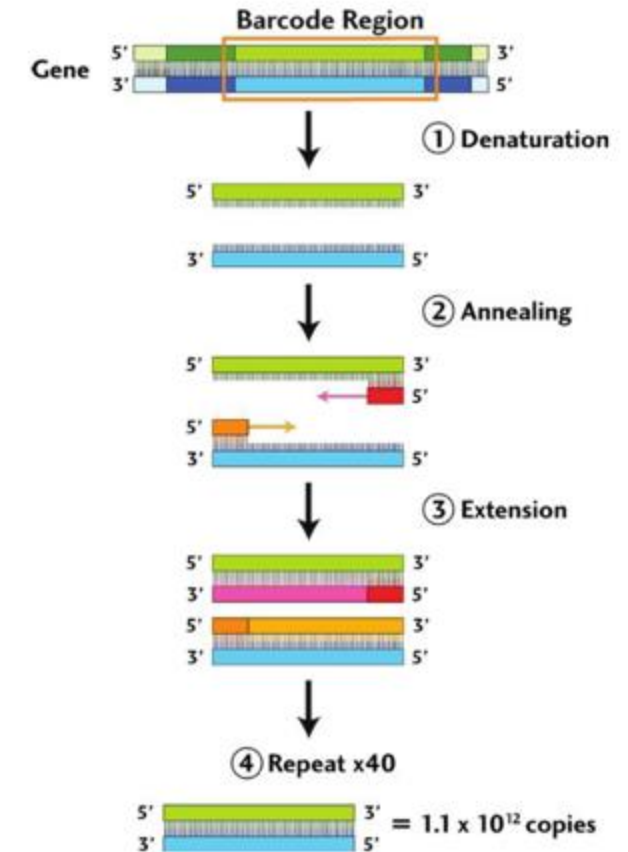 Barcode Region
5' 3'
Gene
3' 5'
① Denaturation
5' 3'
3' 5'
② Annealing
5' 3'
5'
5'
3' 5'
③ Extension
5' 3'
3' 5'
5' 3'
3' 5'
④ Repeat x40
5' 3'
= 1.1 x 10¹² copies
3' 5'